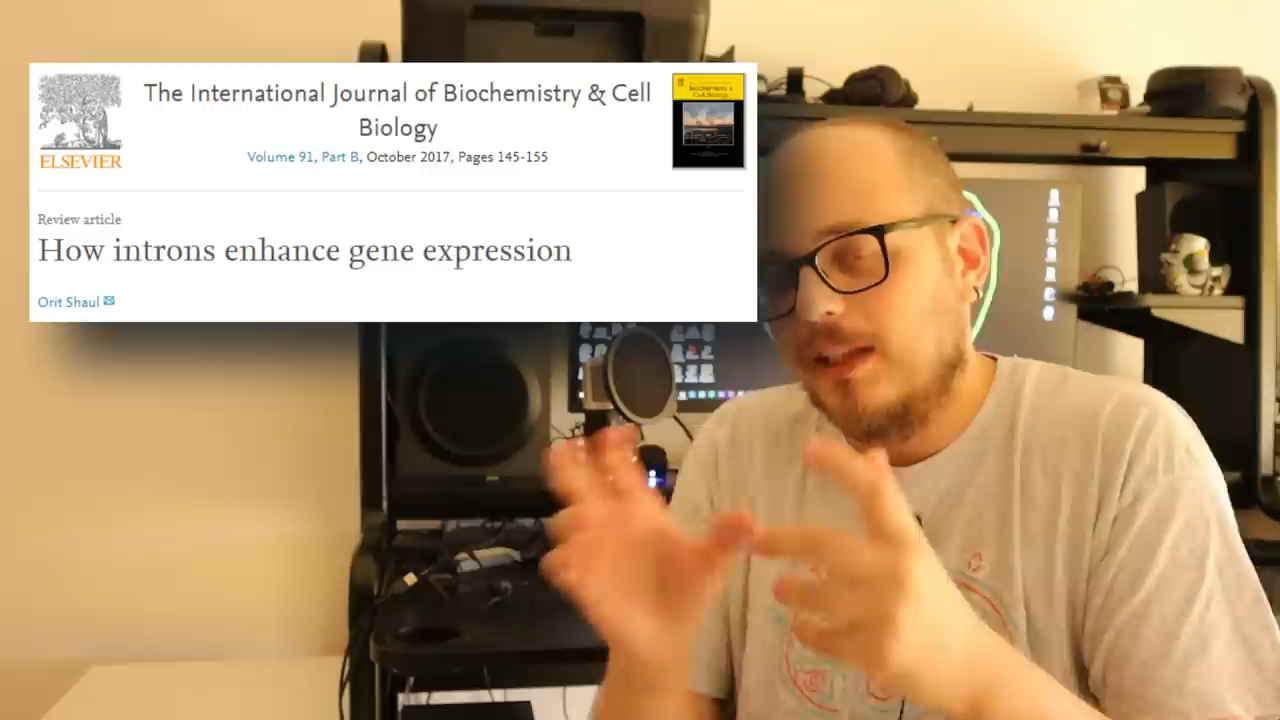 The International Journal of Biochemistry & Cell
Biology
Volume 91, Part B, October 2017, Pages 145-155
ELSEVIER
Review article
How introns enhance gene expression
Orit Shaul